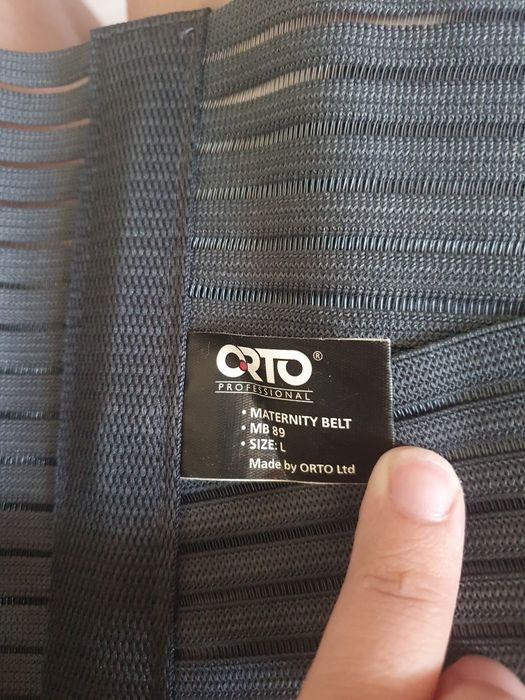 ORTO®
PROFESSIONAL
• MATERNITY BELT
• MB 89
• SIZE: L
Made by ORTO Ltd